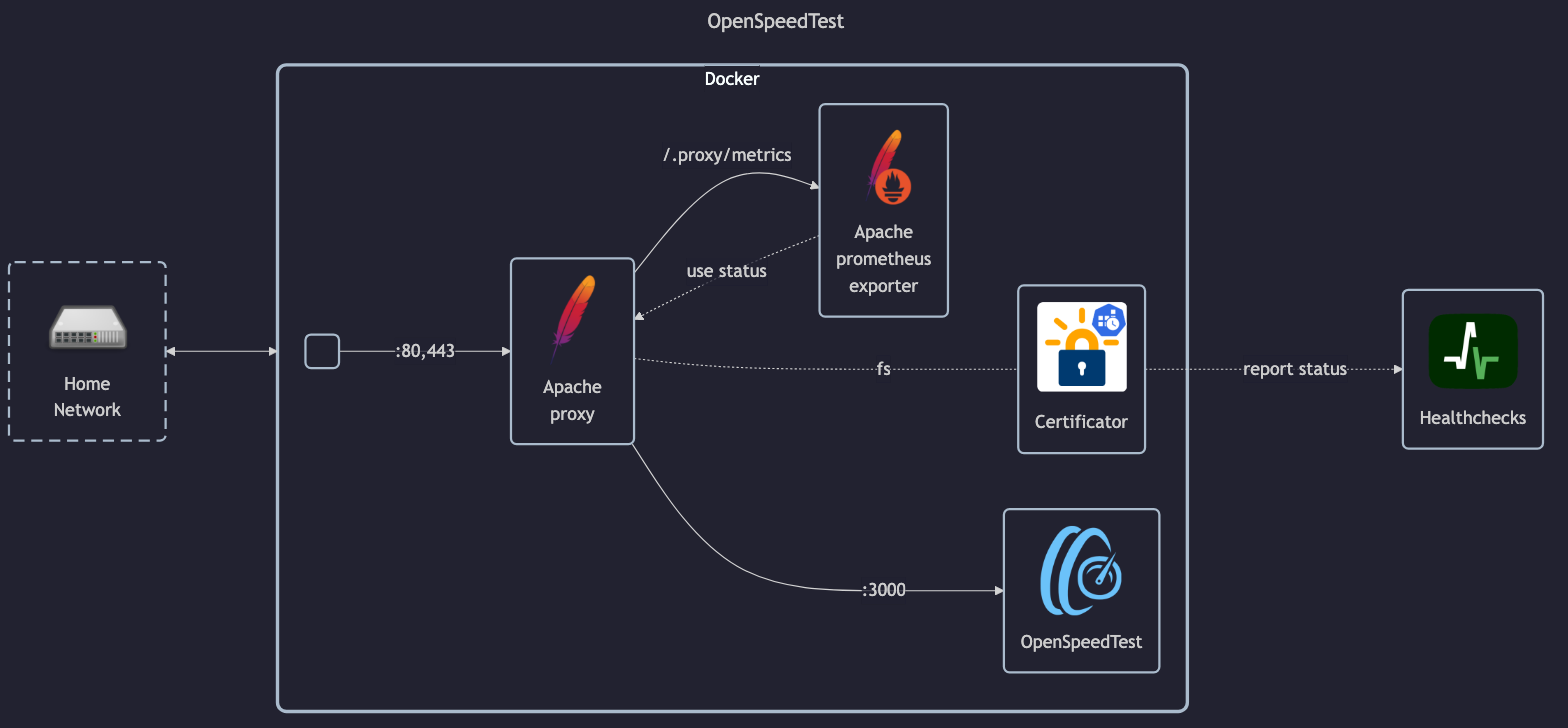 OpenSpeedTest
Docker
/.proxy/metrics
Apache
prometheus
exporter
use status
Home
Network
:80,443
Apache
proxy
fs
Certificator
report status
Healthchecks
:3000
OpenSpeedTest